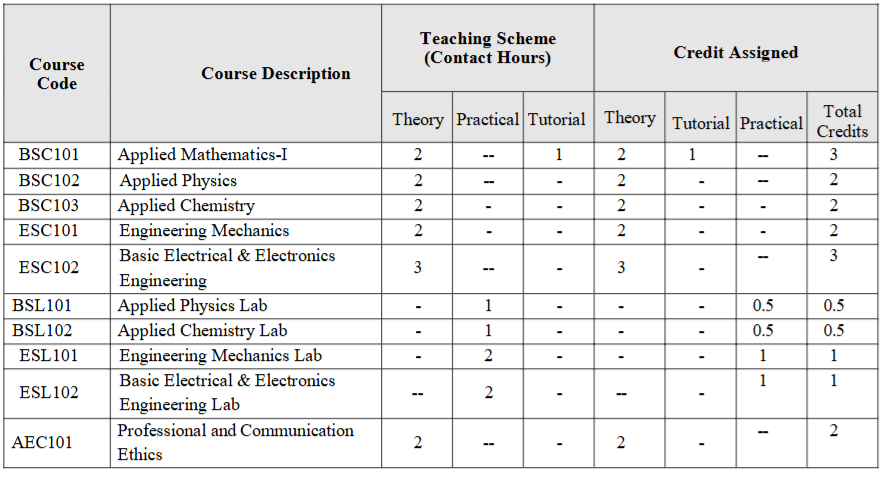 Course Code Course Description Teaching Scheme (Contact Hours) Credit Assigned
Theory Practical Tutorial Theory Tutorial Practical Total Credits
BSC101 Applied Mathematics-I 2 -- 1 2 1 -- 3
BSC102 Applied Physics 2 -- - 2 - -- 2
BSC103 Applied Chemistry 2 - - 2 - - 2
ESC101 Engineering Mechanics 2 - - 2 - - 2
ESC102 Basic Electrical & Electronics Engineering 3 -- - 3 - -- 3
BSL101 Applied Physics Lab - 1 - - - 0.5 0.5
BSL102 Applied Chemistry Lab - 1 - - - 0.5 0.5
ESL101 Engineering Mechanics Lab - 2 - - - 1 1
ESL102 Basic Electrical & Electronics Engineering Lab -- 2 - -- - 1 1
AEC101 Professional and Communication Ethics 2 -- - 2 - -- 2